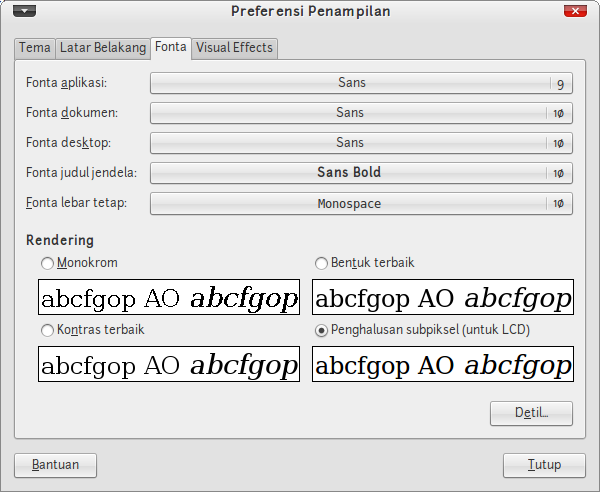 Preferensi Penampilan
Tema Latar Belakang Fonta Visual Effects
Fonta aplikasi: Sans 9
Fonta dokumen: Sans 10
Fonta desktop: Sans 10
Fonta judul jendela: Sans Bold 10
Fonta lebar tetap: Monospace 10
Rendering
Monokrom Bentuk terbaik
abcfgop AO abcfgop abcfgop AO abcfgop
Kontras terbaik Penghalusan subpiksel (untuk LCD)
abcfgop AO abcfgop abcfgop AO abcfgop
Detil...
Bantuan Tutup